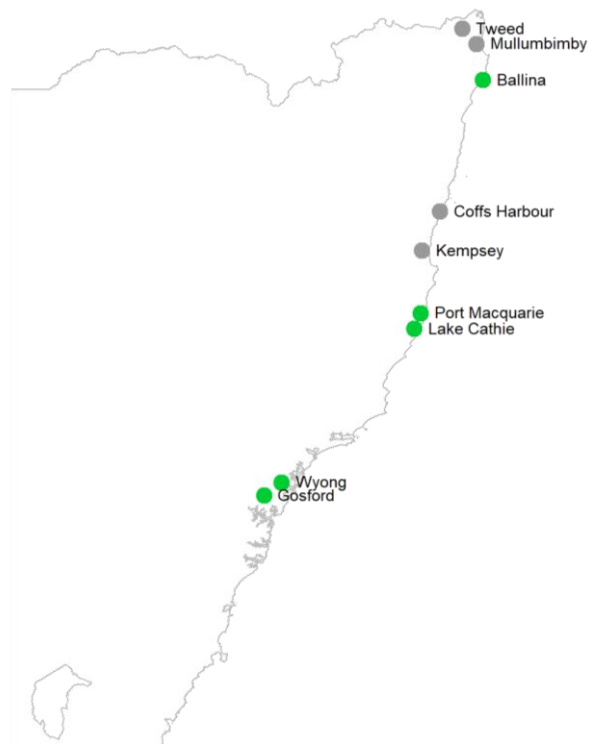 Tweed
Mullumbimby
Ballina
Coffs Harbour
Kempsey
Port Macquarie
Lake Cathie
Wyong
Gosford